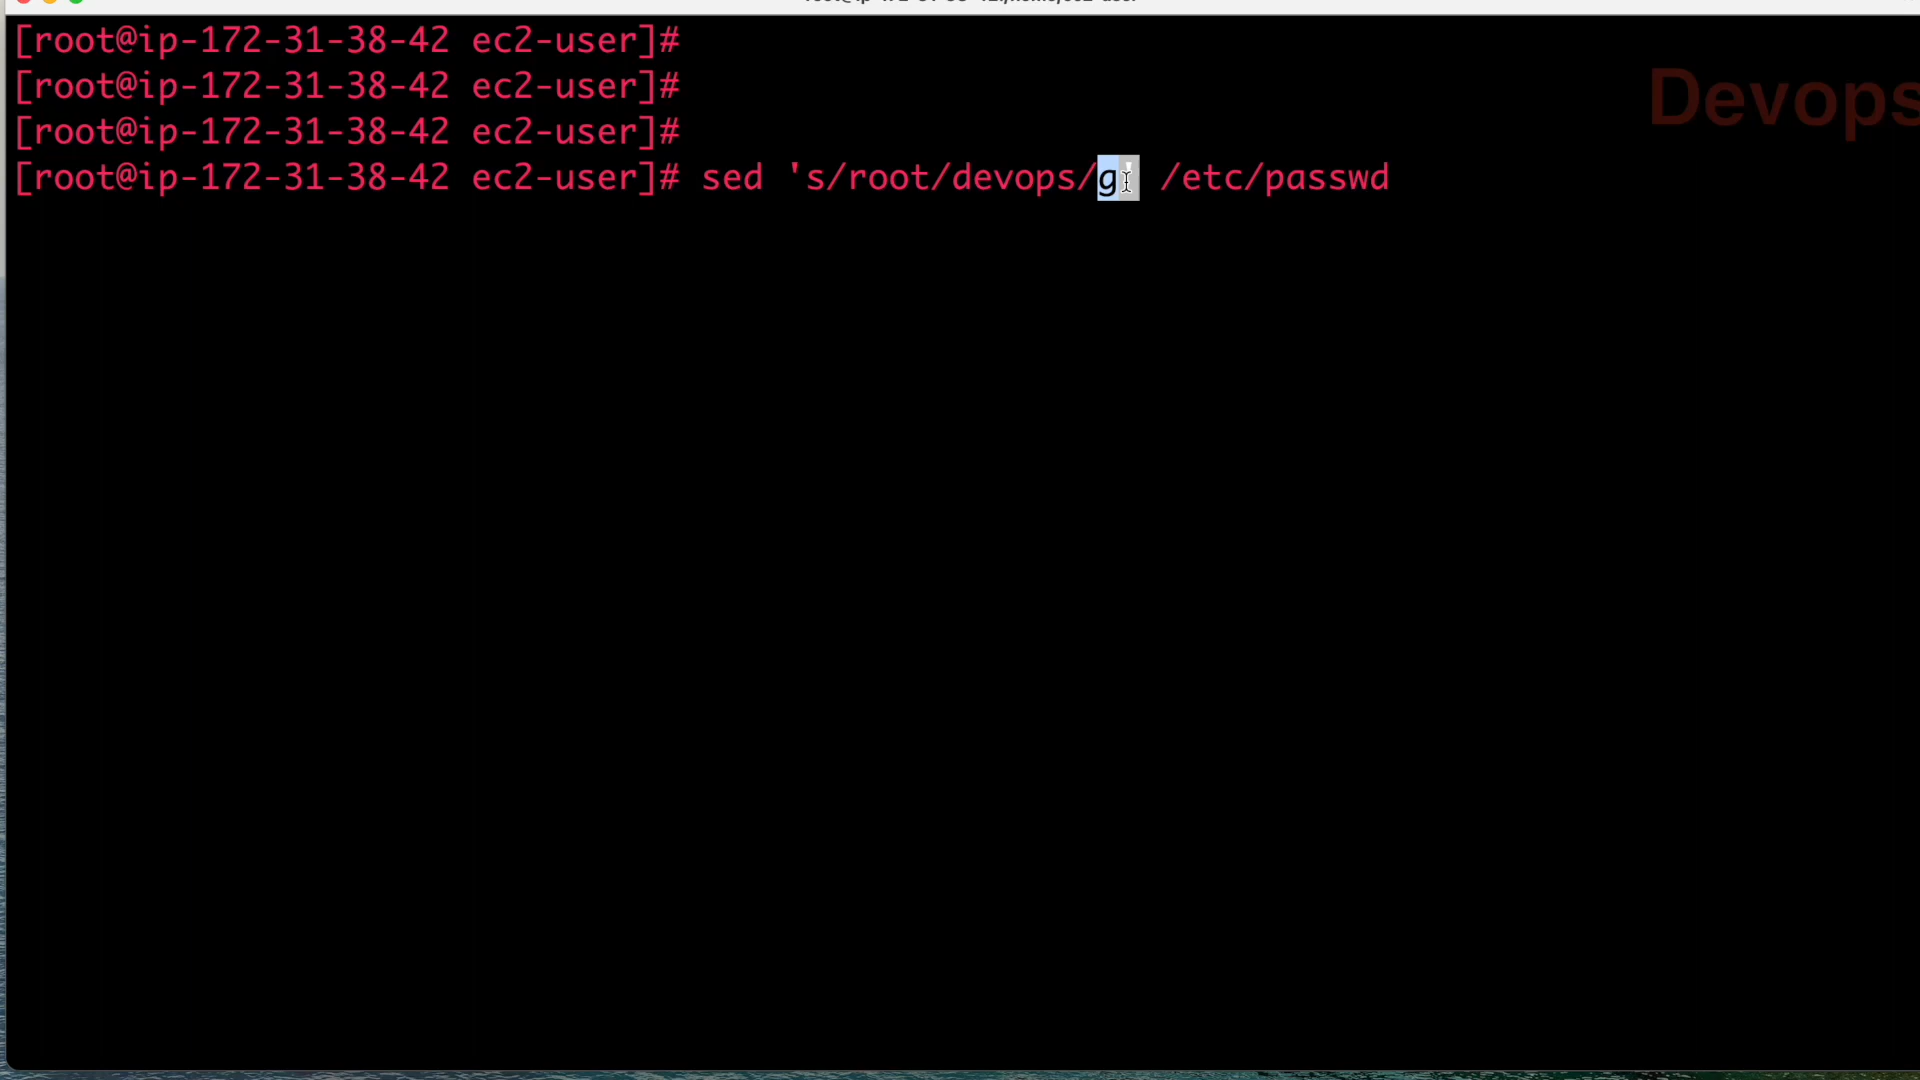 [root@ip-172-31-38-42 ec2-user]#
Devops
[root@ip-172-31-38-42 ec2-user]#
[root@ip-172-31-38-42 ec2-user]#
[root@ip-172-31-38-42 ec2-user]# sed 's/root/devops/g' /etc/passwd